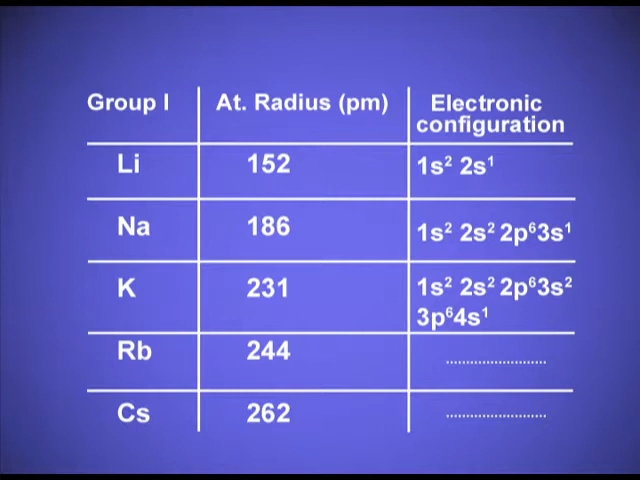 Group I At. Radius (pm) Electronic
configuration
Li 152 1s² 2s¹
Na 186 1s² 2s² 2p⁶3s¹
K 231 1s² 2s² 2p⁶3s²
3p⁶4s¹
Rb 244 ........................
Cs 262 ........................